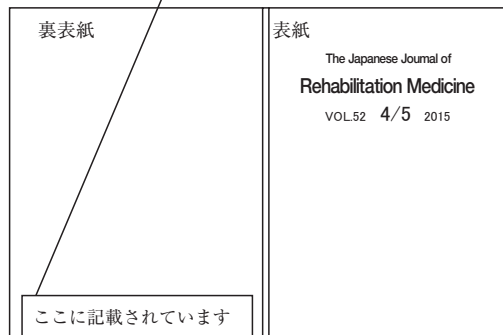 裏表紙
表紙
The Japanese Journal of
Rehabilitation Medicine
VOL.52 4/5 2015
ここに記載されています